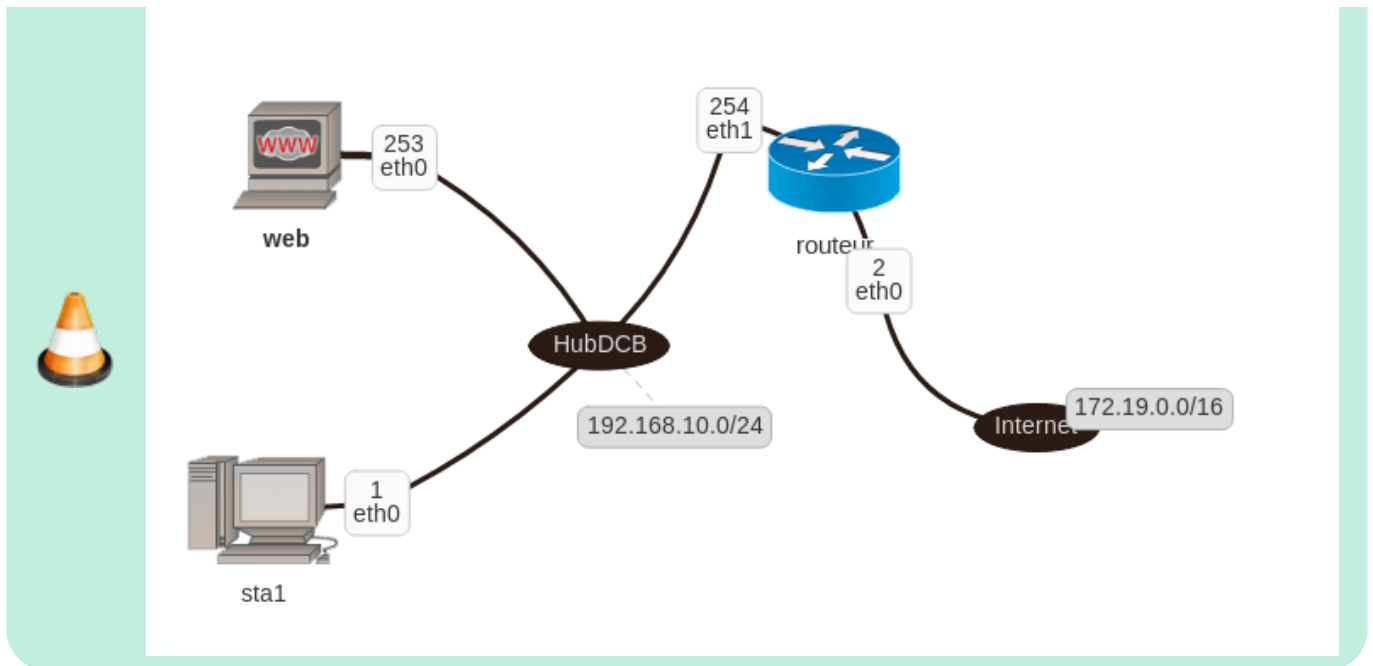 WWW
253
eth0
web
254
eth1
routeur
2
eth0
HubDCB
192.168.10.0/24
172.19.0.0/16
Internet
1
eth0
sta1